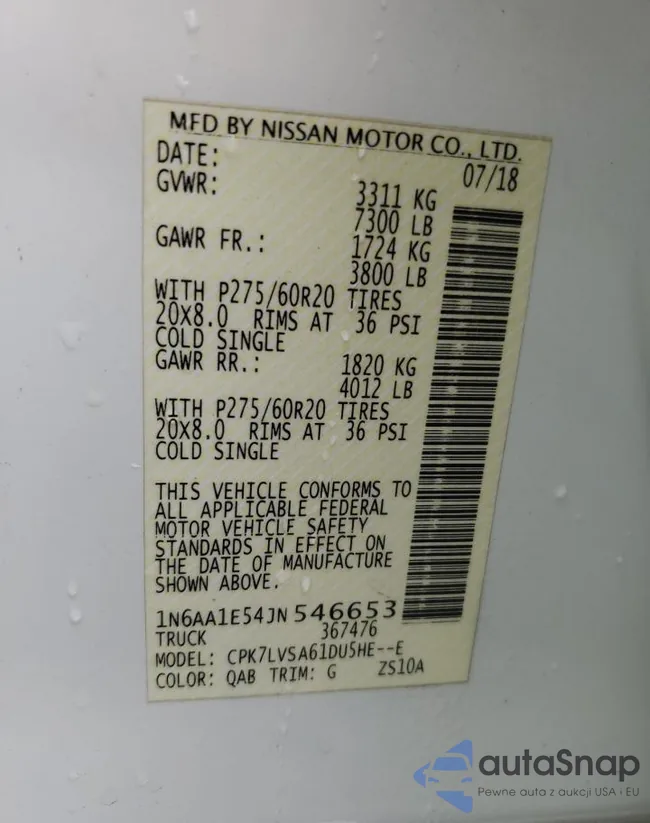 MFD BY NISSAN MOTOR CO., LTD.
DATE: 07/18
GVWR: 3311 KG
7300 LB
GAWR FR.: 1724 KG
3800 LB
WITH P275/60R20 TIRES
20X8.0 RIMS AT 36 PSI
COLD SINGLE
GAWR RR.: 1820 KG
4012 LB
WITH P275/60R20 TIRES
20X8.0 RIMS AT 36 PSI
COLD SINGLE
THIS VEHICLE CONFORMS TO
ALL APPLICABLE FEDERAL
MOTOR VEHICLE SAFETY
STANDARDS IN EFFECT ON
THE DATE OF MANUFACTURE
SHOWN ABOVE.
1N6AA1E54JN546653
TRUCK 367476
MODEL: CPK7LVSA61DU5HE--E
COLOR: QAB TRIM: G ZS10A
autaSnap
Pewne auta z aukcji USA i EU